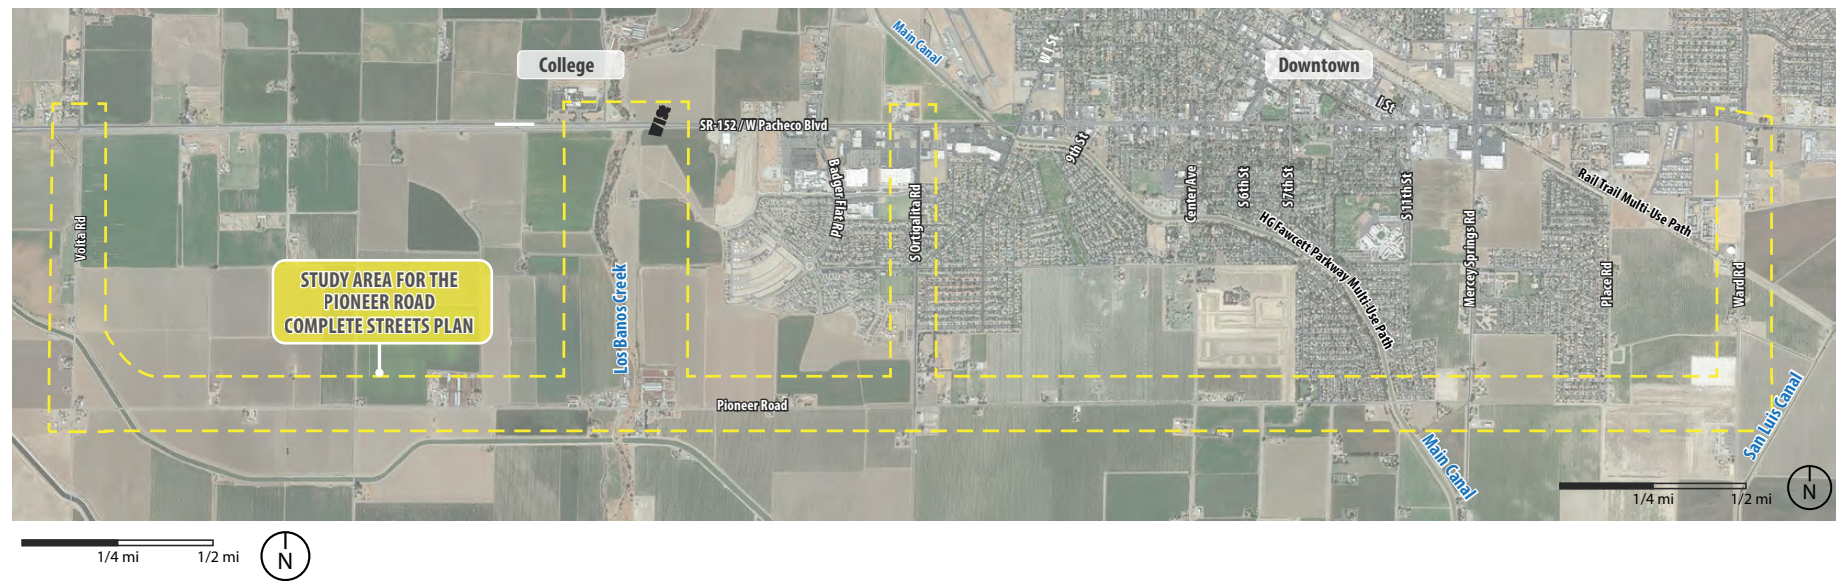 Main Canal
W I St
College
Downtown
I St
SR-152 / W Pacheco Blvd
9th St
Volta Rd
Badger Flat Rd
S Ortigalita Rd
Center Ave
S 6th St
S 7th St
S 11th St
HG Fawcett Parkway Multi-Use Path
Mercey Springs Rd
Rail Trail Multi-Use Path
Place Rd
Ward Rd
STUDY AREA FOR THE
PIONEER ROAD
COMPLETE STREETS PLAN
Los Banos Creek
Pioneer Road
Main Canal
San Luis Canal
1/4 mi
1/2 mi
N
1/4 mi
1/2 mi
N